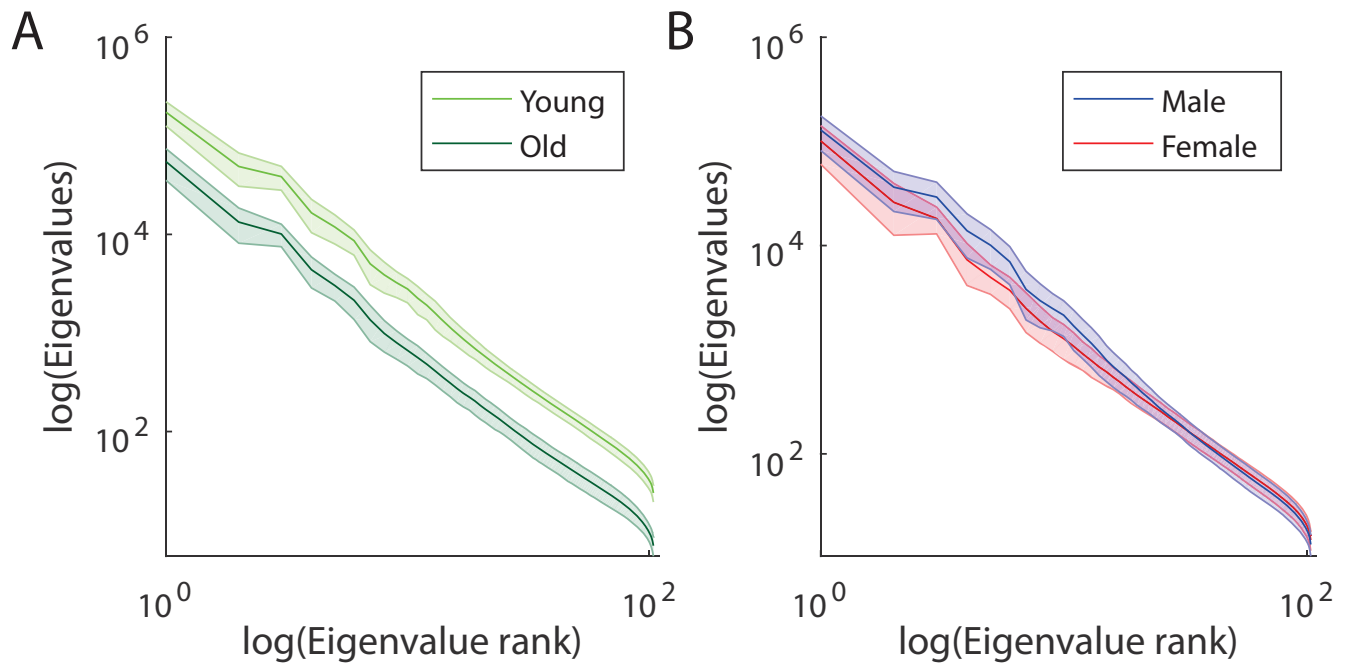 A
10^6
10^4
10^2
log(Eigenvalues)
Young
Old
10^0
10^2
log(Eigenvalue rank)
B
10^6
10^4
10^2
log(Eigenvalues)
Male
Female
10^0
10^2
log(Eigenvalue rank)